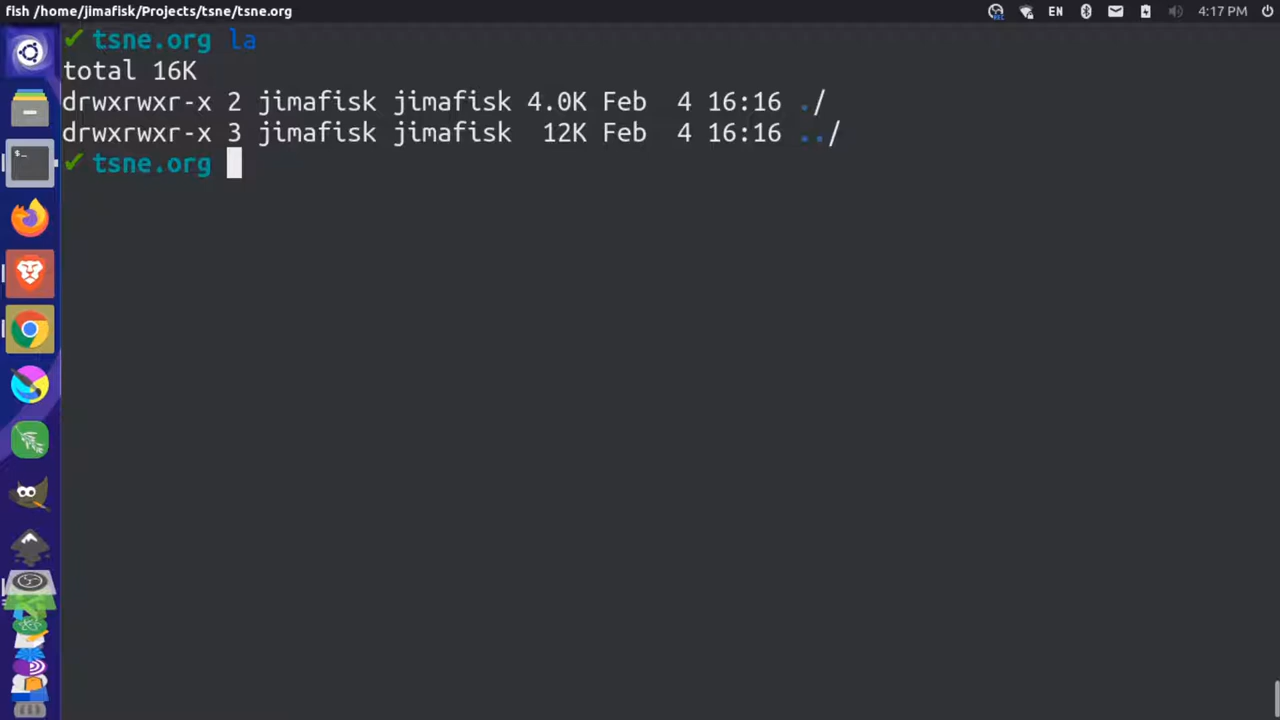 fish /home/jimafisk/Projects/tsne/tsne.org
EN
4:17 PM
✔ tsne.org la
total 16K
drwxrwxr-x 2 jimafisk jimafisk 4.0K Feb  4 16:16 ./
drwxrwxr-x 3 jimafisk jimafisk  12K Feb  4 16:16 ../
✔ tsne.org